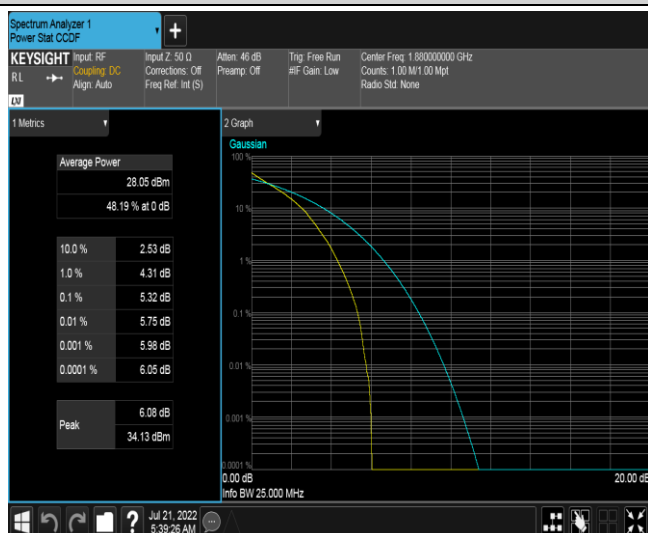 Spectrum Analyzer 1
Power Stat CCDF
+
KEYSIGHT
RL
LXI
Input: RF
Coupling: DC
Align: Auto
Input Z: 50 Ω
Corrections: Off
Freq Ref: Int (S)
Atten: 46 dB
Preamp: Off
Trig: Free Run
#IF Gain: Low
Center Freq: 1.880000000 GHz
Counts: 1.00 M/1.00 Mpt
Radio Std: None
1 Metrics
Average Power
28.05 dBm
48.19 % at 0 dB
10.0 % 2.53 dB
1.0 % 4.31 dB
0.1 % 5.32 dB
0.01 % 5.75 dB
0.001 % 5.98 dB
0.0001 % 6.05 dB
Peak
6.08 dB
34.13 dBm
2 Graph
Gaussian
100 %
10 %
1 %
0.1 %
0.01 %
0.001 %
0.0001 %
0.00 dB
20.00 dB
Info BW 25.000 MHz
?
Jul 21, 2022
5:39:26 AM